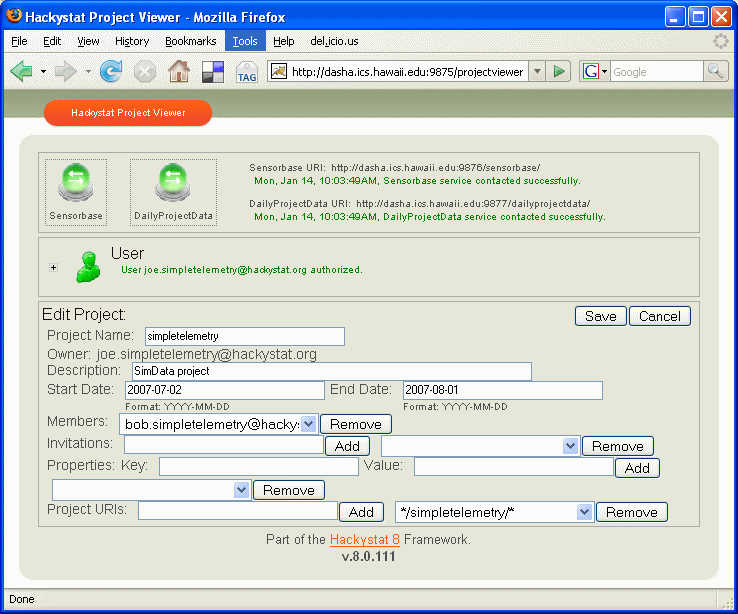 Hackystat Project Viewer - Mozilla Firefox
File Edit View History Bookmarks Tools Help del.icio.us
TAG http://dasha.ics.hawaii.edu:9875/projectviewer G Google
Hackystat Project Viewer
Sensorbase DailyProjectData
Sensorbase URI: http://dasha.ics.hawaii.edu:9876/sensorbase/
Mon, Jan 14, 10:03:49AM, Sensorbase service contacted successfully.
DailyProjectData URI: http://dasha.ics.hawaii.edu:9877/dailyprojectdata/
Mon, Jan 14, 10:03:49AM, DailyProjectData service contacted successfully.
User
User joe.simpletelemetry@hackystat.org authorized.
Edit Project: Save Cancel
Project Name: simpletelemetry
Owner: joe.simpletelemetry@hackystat.org
Description: SimData project
Start Date: 2007-07-02 End Date: 2007-08-01
Format: YYYY-MM-DD Format: YYYY-MM-DD
Members: bob.simpletelemetry@hackys Remove
Invitations: Add Remove
Properties: Key: Value: Add
Remove
Project URIs: Add */simpletelemetry/* Remove
Part of the Hackystat 8 Framework.
v.8.0.111
Done